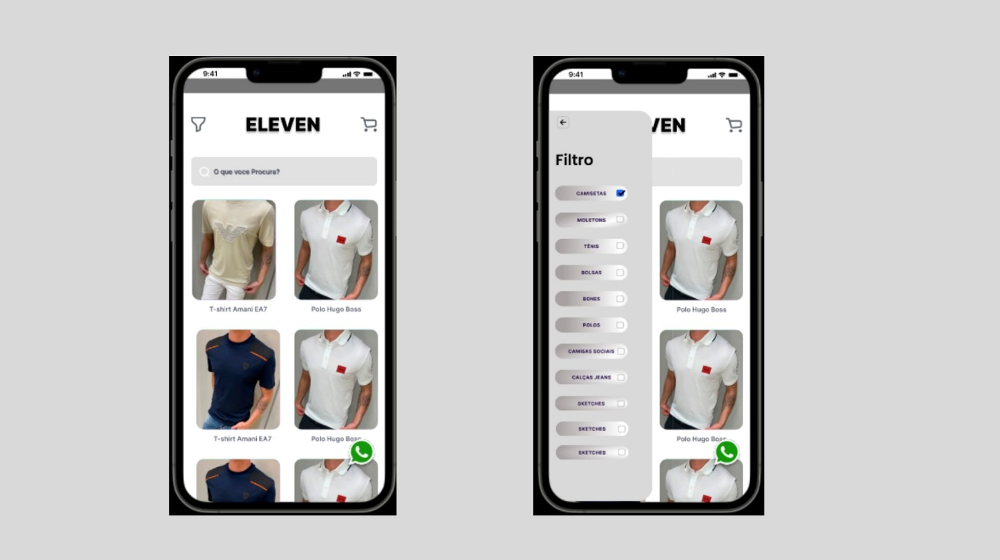 9:41
ELEVEN
O que voce Procura?
T-shirt Amani EA7
Polo Hugo Boss
T-shirt Amani EA7
Polo Hugo Boss
9:41
VEN
Filtro
CAMISETAS
MOLETONS
TÊNIS
BOLSAS
BONES
POLOS
CAMISAS SOCIAIS
CALÇAS JEANS
SKETCHES
SKETCHES
SKETCHES
Polo Hugo Boss
Polo Hugo Boss